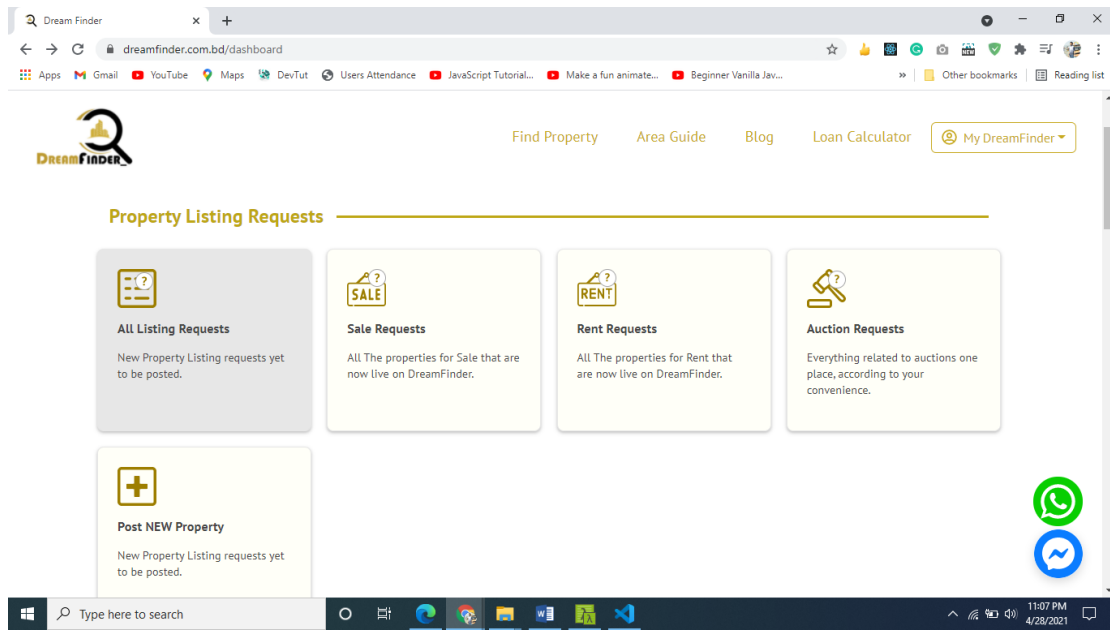 Dream Finder
dreamfinder.com.bd/dashboard
Apps Gmail YouTube Maps DevTut Users Attendance JavaScript Tutorial... Make a fun animate... Beginner Vanilla Jav... » Other bookmarks Reading list
DREAMFINDER
Find Property Area Guide Blog Loan Calculator My DreamFinder
Property Listing Requests
?
All Listing Requests
New Property Listing requests yet
to be posted.
?
SALE
Sale Requests
All The properties for Sale that are
now live on DreamFinder.
?
RENT
Rent Requests
All The properties for Rent that
are now live on DreamFinder.
?
Auction Requests
Everything related to auctions one
place, according to your
convenience.
Post NEW Property
New Property Listing requests yet
to be posted.
Type here to search
11:07 PM
4/28/2021